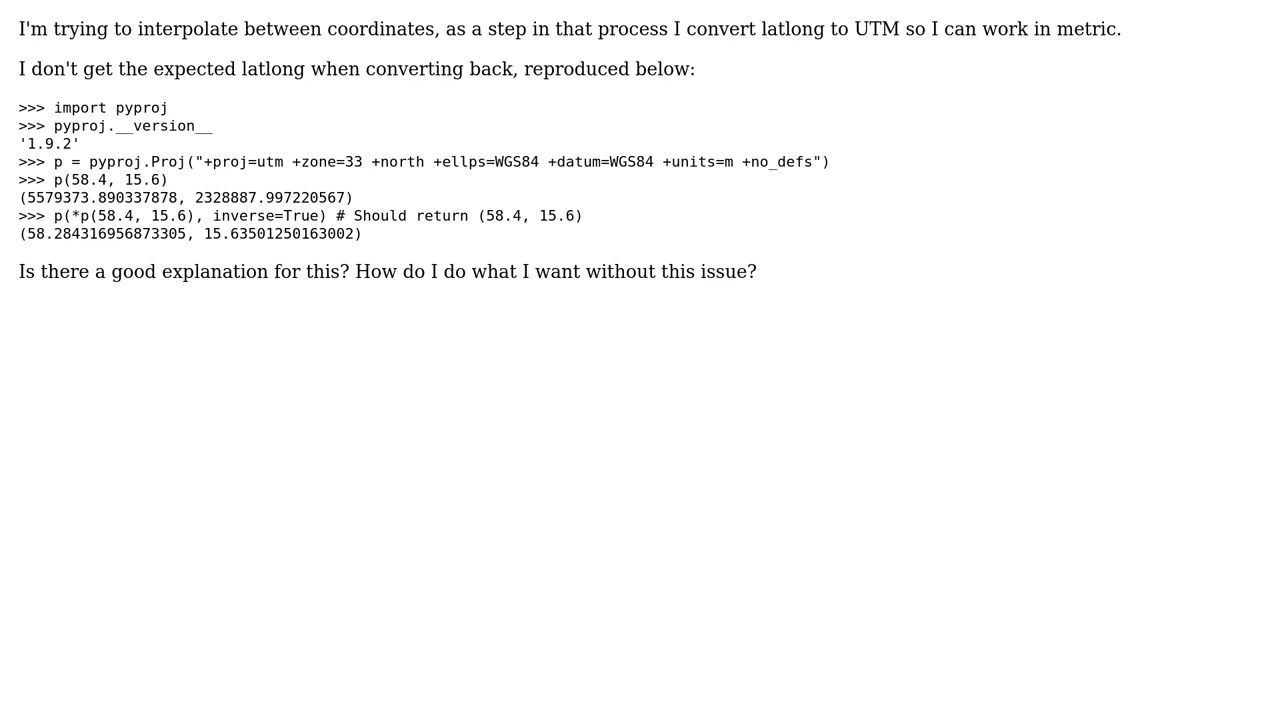 I'm trying to interpolate between coordinates, as a step in that process I convert latlong to UTM so I can work in metric.
I don't get the expected latlong when converting back, reproduced below:
>>> import pyproj
>>> pyproj.__version__
'1.9.2'
>>> p = pyproj.Proj("+proj=utm +zone=33 +north +ellps=WGS84 +datum=WGS84 +units=m +no_defs")
>>> p(58.4, 15.6)
(5579373.890337878, 2328887.997220567)
>>> p(*p(58.4, 15.6), inverse=True) # Should return (58.4, 15.6)
(58.284316956873305, 15.63501250163002)
Is there a good explanation for this? How do I do what I want without this issue?